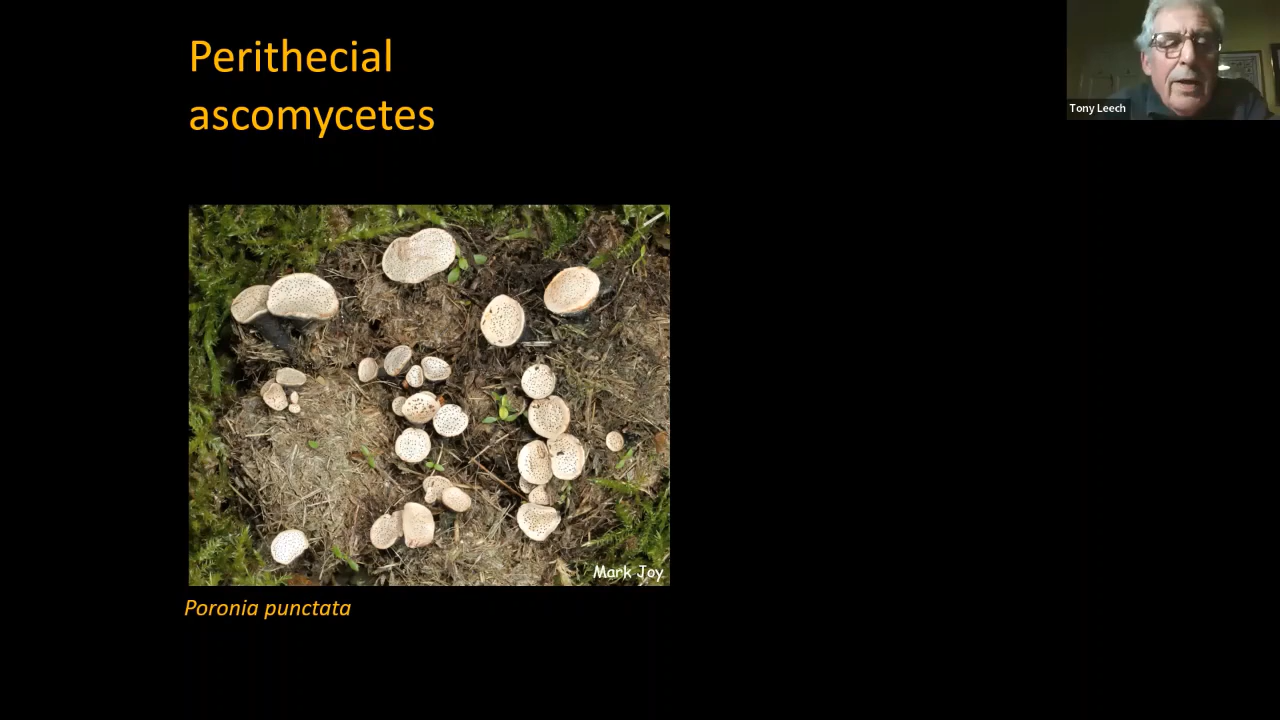 Perithecial
ascomycetes
Tony Leech
Mark Joy
Poronia punctata